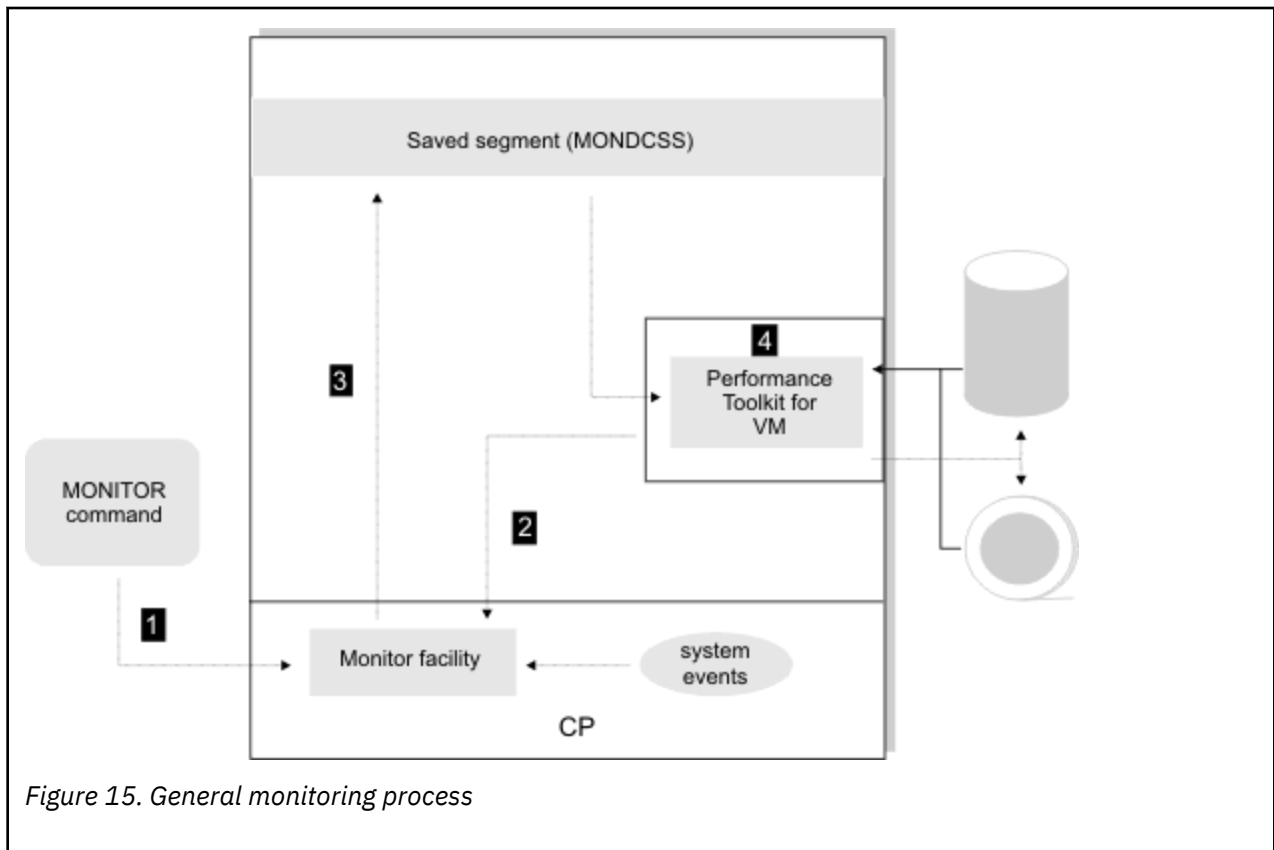 Saved segment (MONDCSS)
4
Performance
Toolkit for
VM
3
MONITOR
command
2
1
Monitor facility
system
events
CP
Figure 15. General monitoring process